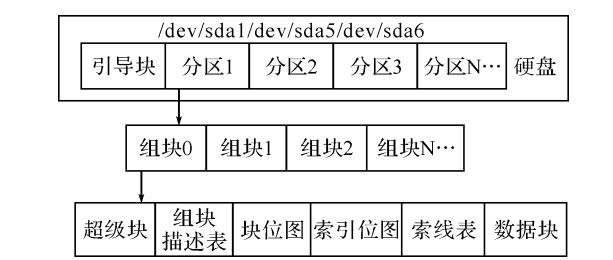 /dev/sda1/dev/sda5/dev/sda6
引导块 分区1 分区2 分区3 分区N… 硬盘
组块0 组块1 组块2 组块N…
超级块 组块描述表 块位图 索引位图 索线表 数据块